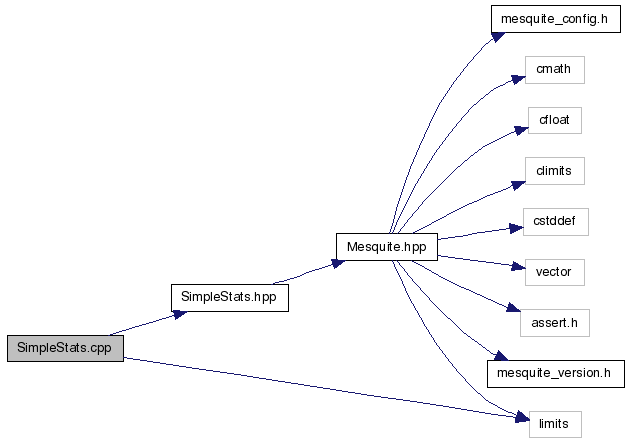 mesquite_config.h
cmath
cfloat
climits
cstddef
Mesquite.hpp
vector
SimpleStats.hpp
assert.h
SimpleStats.cpp
mesquite_version.h
limits